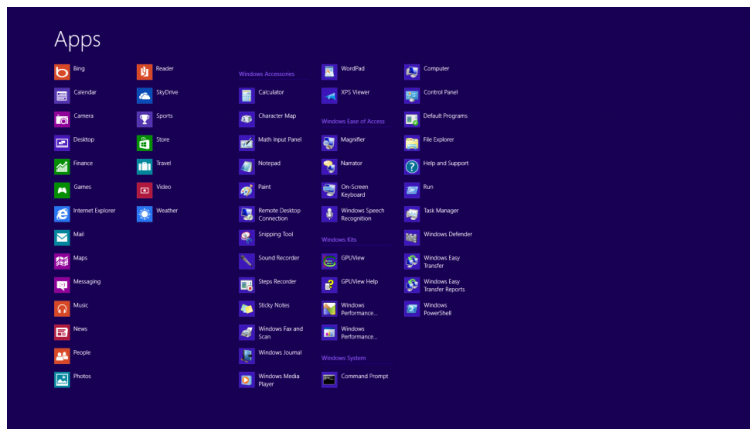 Apps
Bing
Calendar
Camera
Desktop
Finance
Games
Internet Explorer
Mail
Maps
Messaging
Music
News
People
Photos
Reader
SkyDrive
Sports
Store
Travel
Video
Weather
Windows Accessories
Calculator
Character Map
Math Input Panel
Notepad
Paint
Remote Desktop
Connection
Snipping Tool
Sound Recorder
Steps Recorder
Sticky Notes
Windows Fax and
Scan
Windows Journal
Windows Media
Player
WordPad
XPS Viewer
Windows Ease of Access
Magnifier
Narrator
On-Screen
Keyboard
Windows Speech
Recognition
Windows Kits
GPUView
GPUView Help
Windows
Performance...
Windows
Performance...
Windows System
Command Prompt
Computer
Control Panel
Default Programs
File Explorer
Help and Support
Run
Task Manager
Windows Defender
Windows Easy
Transfer
Windows Easy
Transfer Reports
Windows
PowerShell